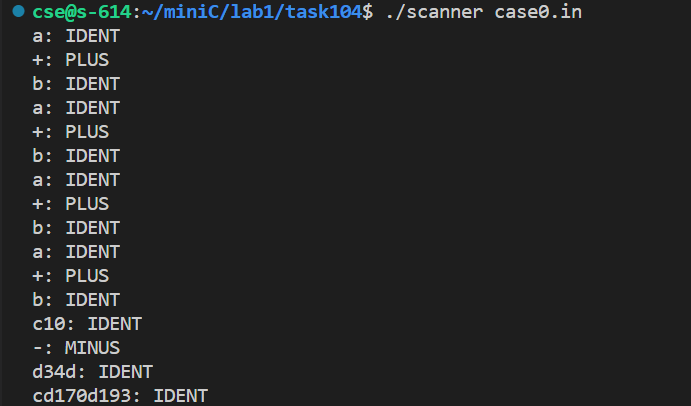 cse@s-614:~/miniC/lab1/task104$ ./scanner case0.in
a: IDENT
+: PLUS
b: IDENT
a: IDENT
+: PLUS
b: IDENT
a: IDENT
+: PLUS
b: IDENT
a: IDENT
+: PLUS
b: IDENT
c10: IDENT
-: MINUS
d34d: IDENT
cd170d193: IDENT